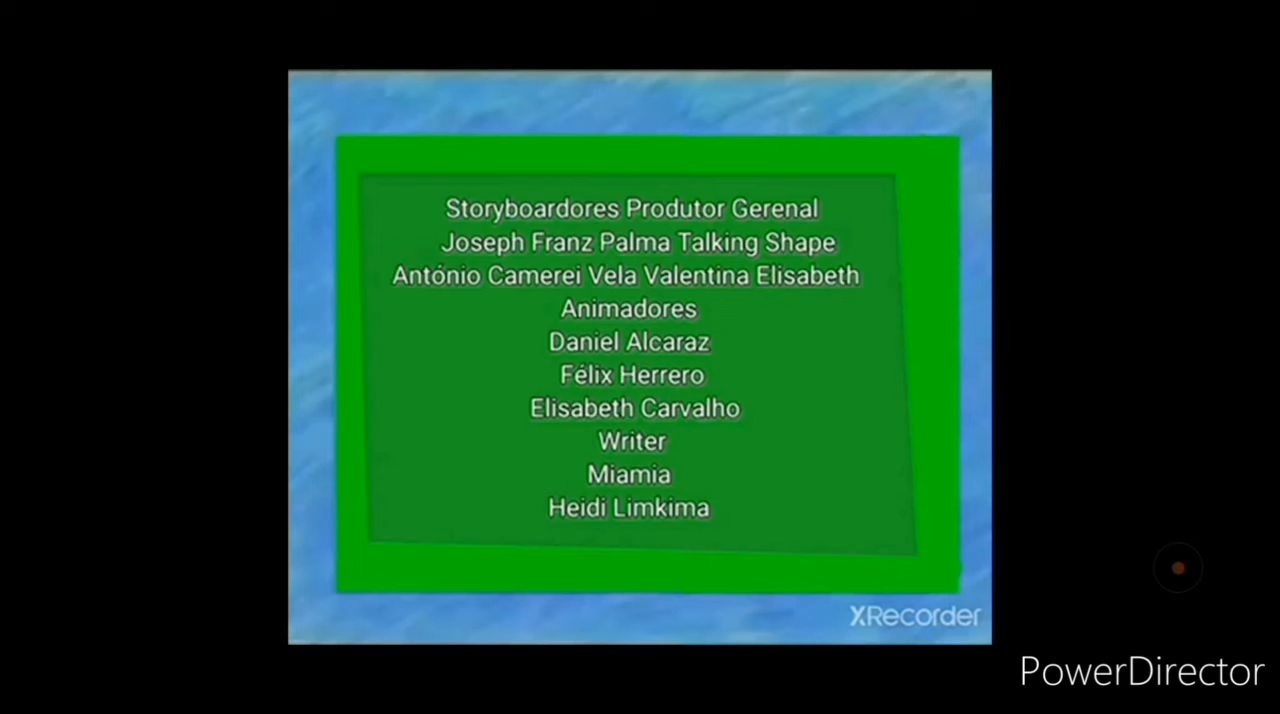 Storyboardores Produtor Gerenal
Joseph Franz Palma Talking Shape
António Camerei Vela Valentina Elisabeth
Animadores
Daniel Alcaraz
Félix Herrero
Elisabeth Carvalho
Writer
Miamia
Heidi Limkima
XRecorder
PowerDirector